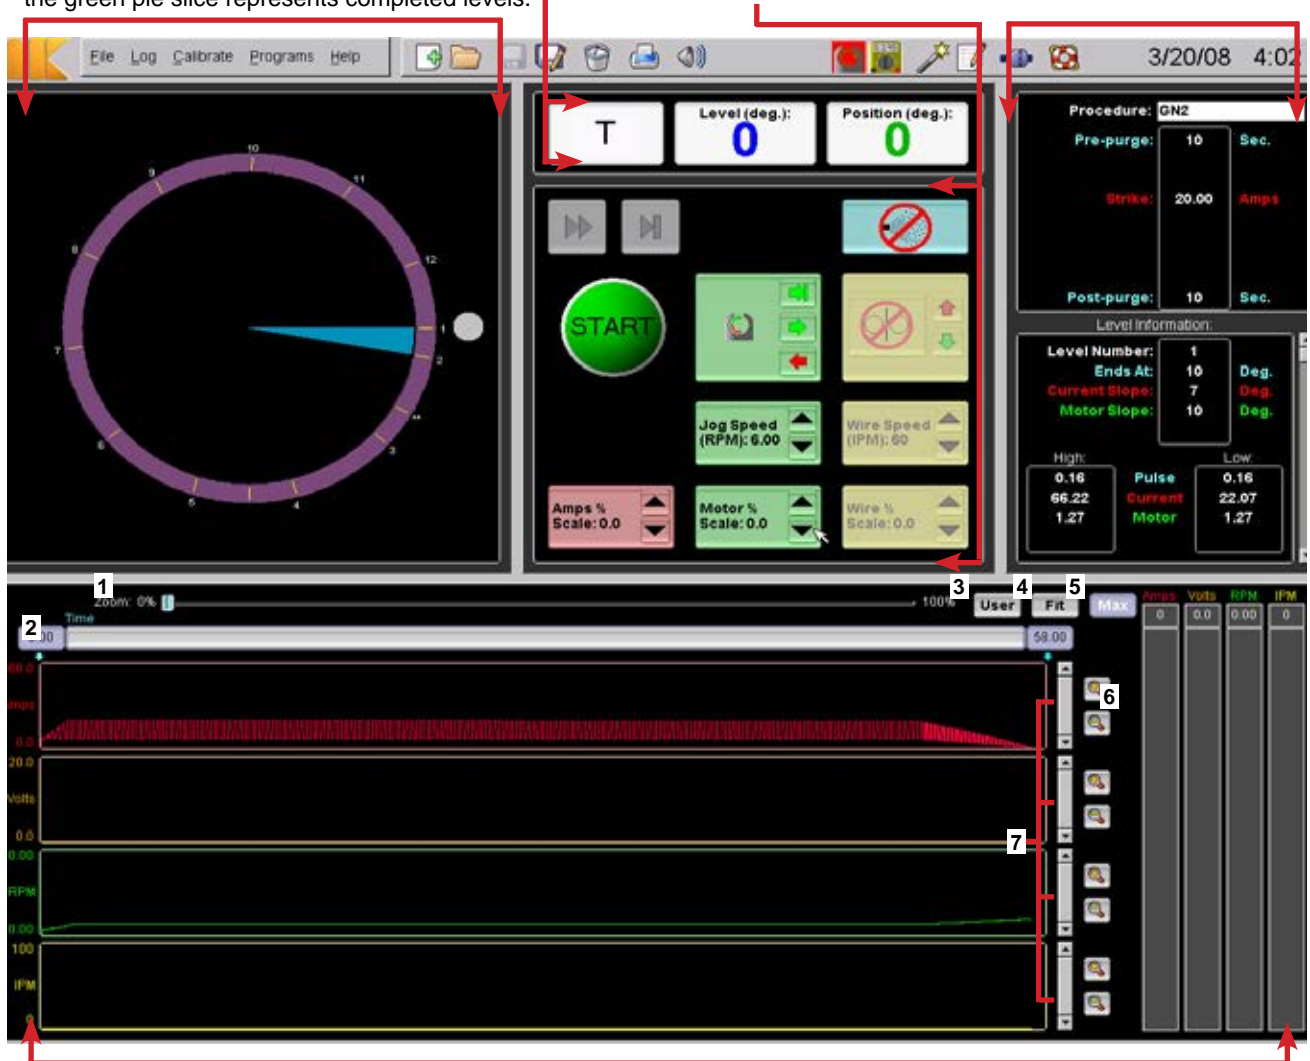 the green pie slice represents completed levels.
File Log Calibrate Programs Help
3/20/08 4:02
10
11
12
1
2
3
4
5
6
7
8
9
T
Level (deg.):
0
Position (deg.):
0
START
Jog Speed
(RPM): 6.00
Wire Speed
(IPM): 60
Amps %
Scale: 0.0
Motor %
Scale: 0.0
Wire %
Scale: 0.0
Procedure: GN2
Pre-purge: 10 Sec.
Strike: 20.00 Amps
Post-purge: 10 Sec.
Level Information:
Level Number: 1
Ends At: 10 Deg.
Current Slope: 7 Deg.
Motor Slope: 10 Deg.
High: Low:
0.16 Pulse 0.16
66.22 Current 22.07
1.27 Motor 1.27
1 3 4 5
Zoom: 0% 100% User Fit Max
Amps Volts RPM IPM
0 0.0 0.00 0
2
Time
58.00
Amps
0.0
6
20.0
Volts
0.0
7
0.00
RPM
0.00
100
IPM
0